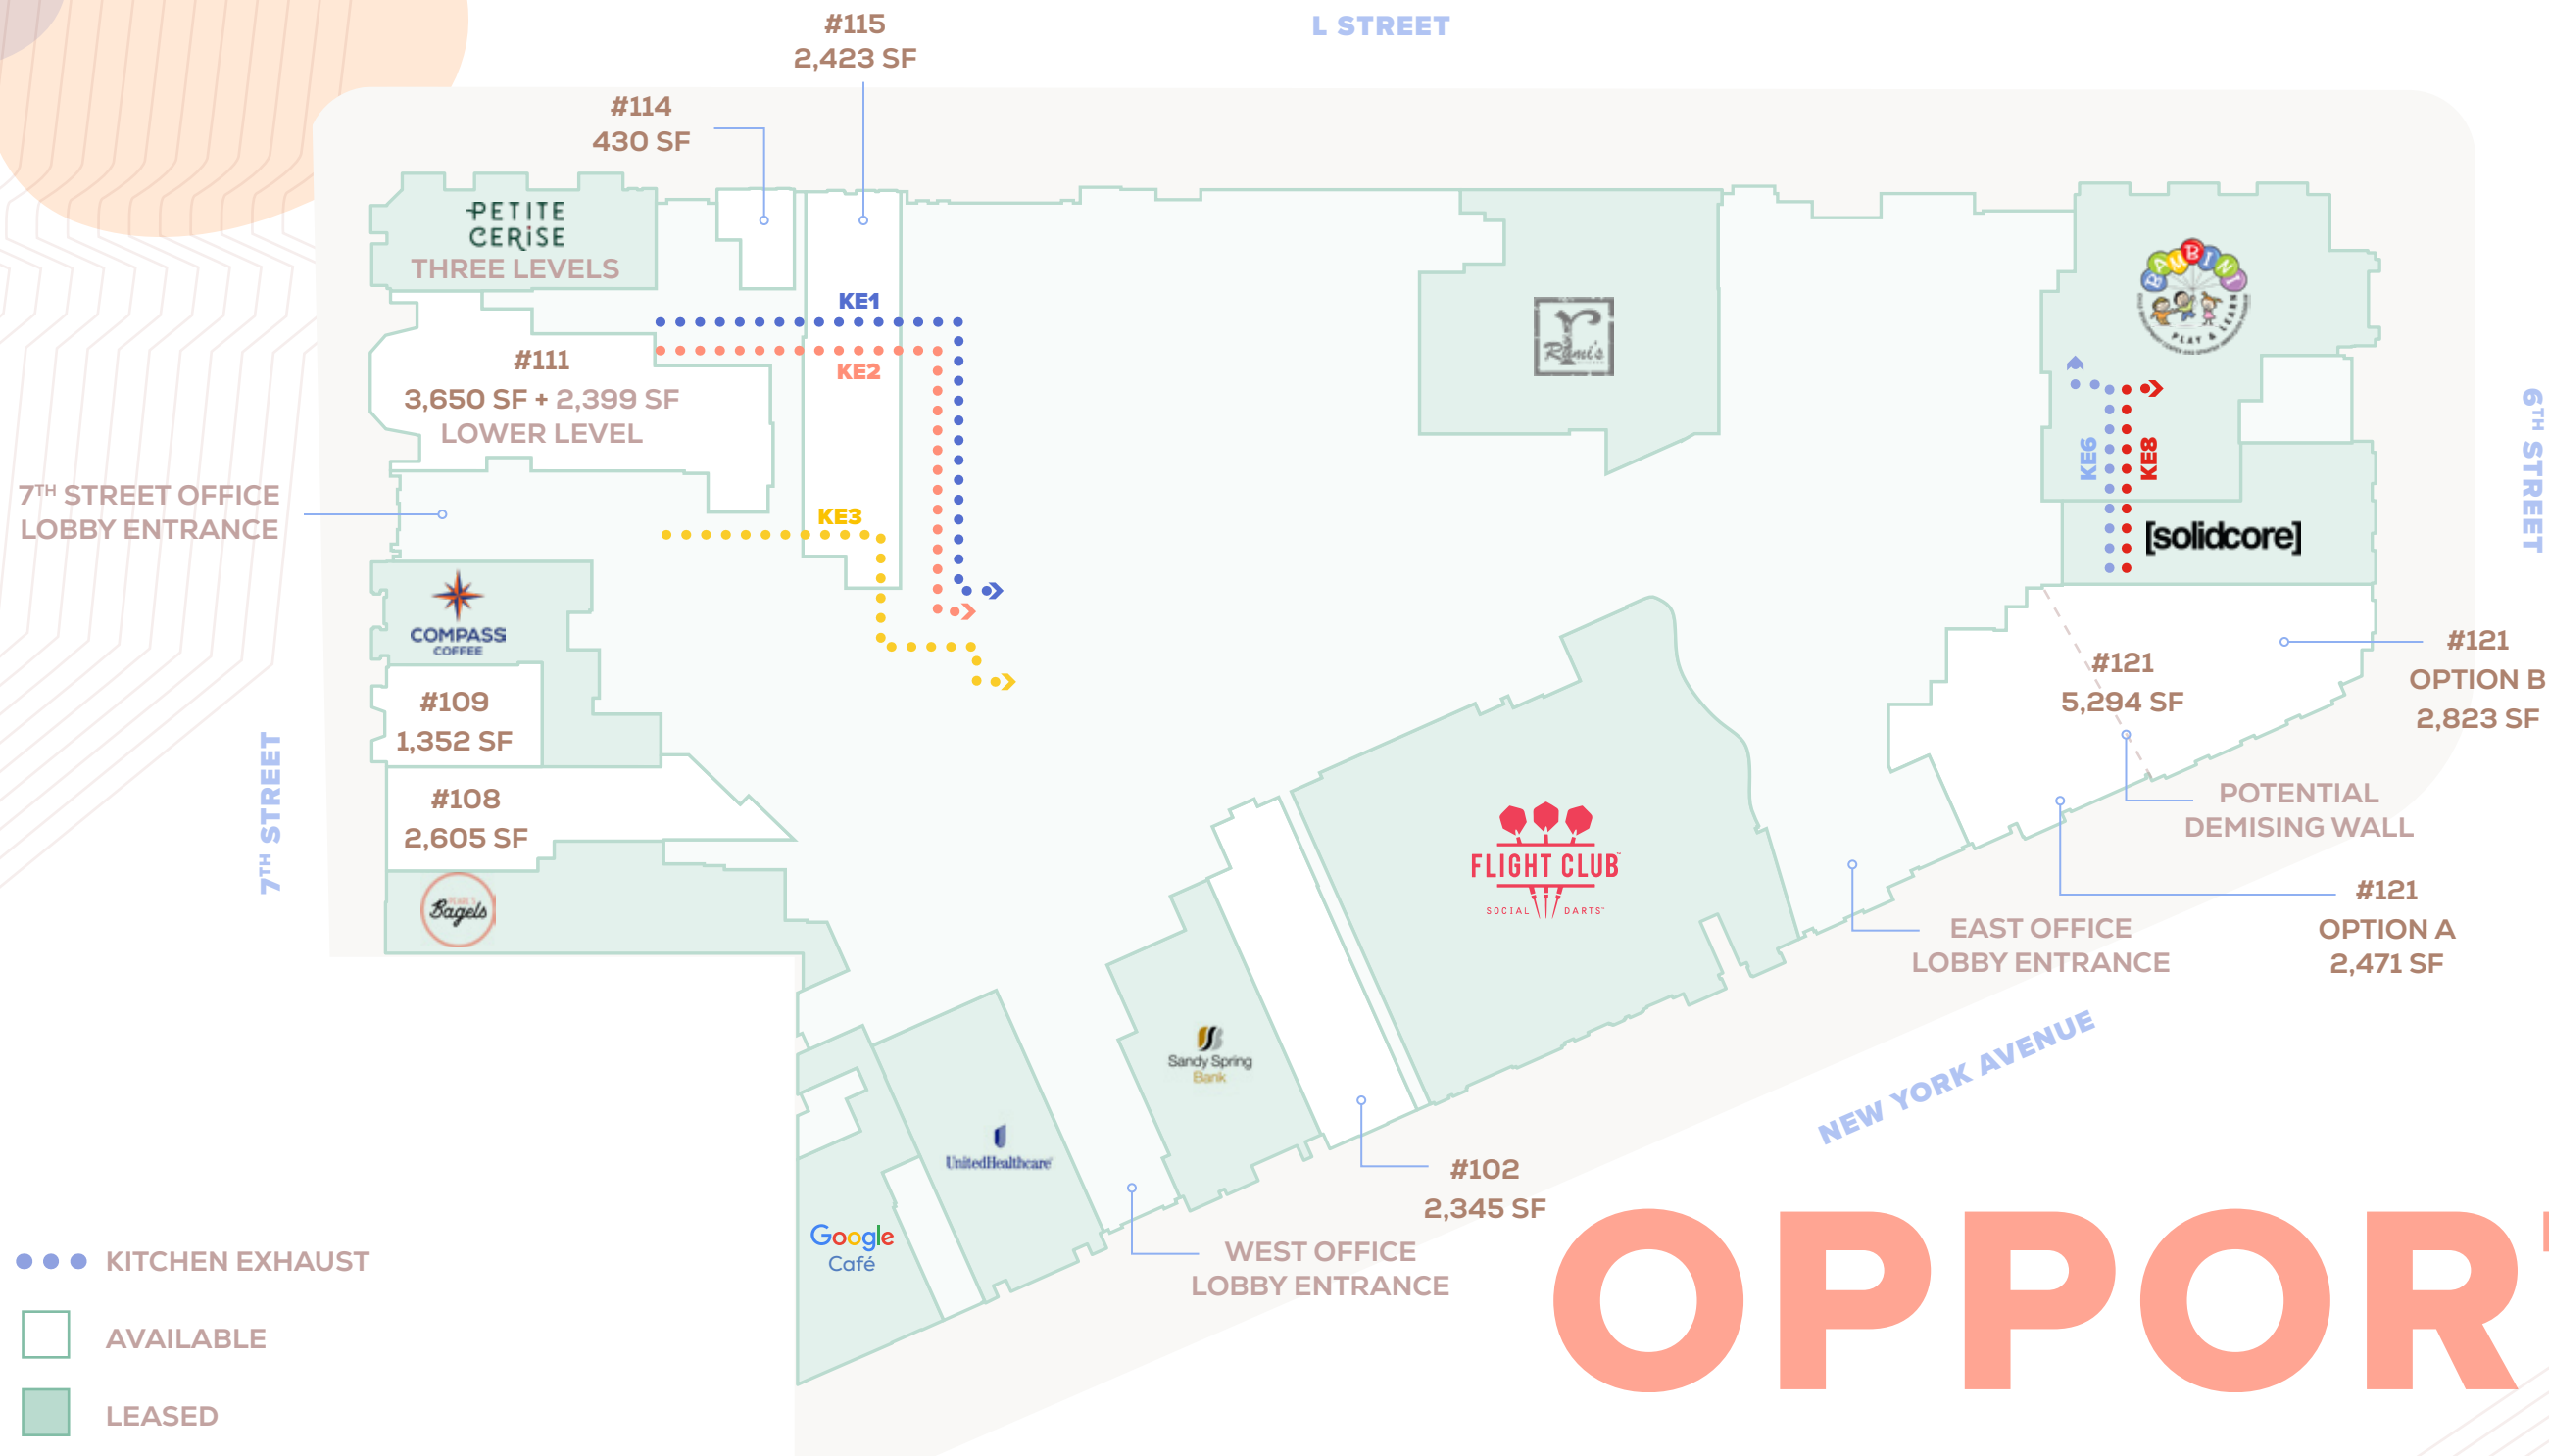 L STREET
#115
2,423 SF
#114
430 SF
PETITE
CERiSE
THREE LEVELS
KE1
KE2
#111
3,650 SF + 2,399 SF
LOWER LEVEL
Rumi's
BAMBINI
PLAY & LEARN
KE6
KE8
6TH STREET
7TH STREET OFFICE
LOBBY ENTRANCE
KE3
[solidcore]
COMPASS
COFFEE
#109
1,352 SF
#121
5,294 SF
#121
OPTION B
2,823 SF
7TH STREET
#108
2,605 SF
POTENTIAL
DEMISING WALL
FLIGHT CLUB
SOCIAL DARTS
Bagels
#121
OPTION A
2,471 SF
EAST OFFICE
LOBBY ENTRANCE
Sandy Spring
Bank
NEW YORK AVENUE
UnitedHealthcare
#102
2,345 SF
Google
Café
WEST OFFICE
LOBBY ENTRANCE
KITCHEN EXHAUST
AVAILABLE
LEASED
OPPOR